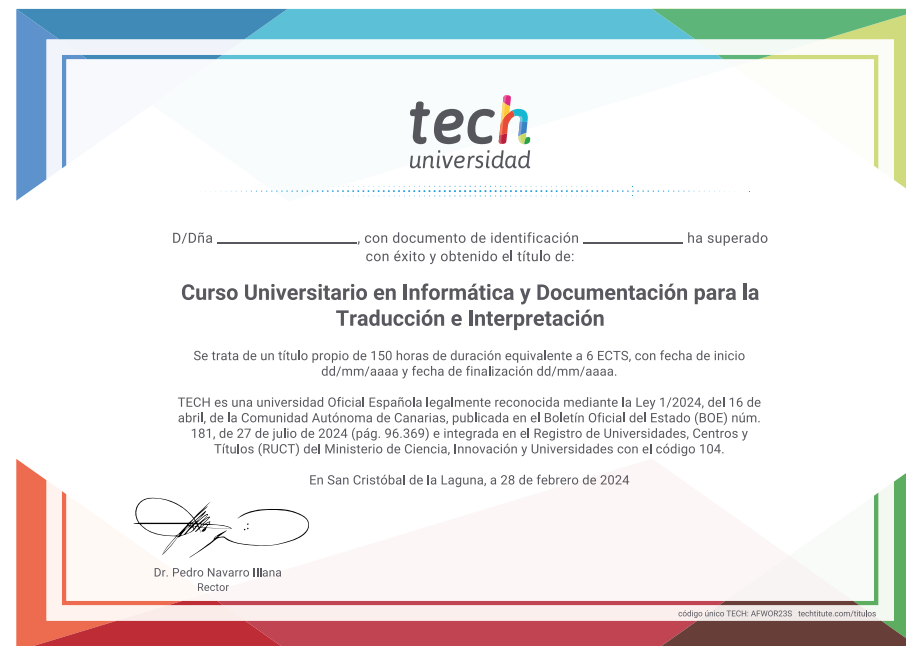 tech
universidad
D/Dña ____________________, con documento de identificación ______________ ha superado
con éxito y obtenido el título de:
Curso Universitario en Informática y Documentación para la
Traducción e Interpretación
Se trata de un título propio de 150 horas de duración equivalente a 6 ECTS, con fecha de inicio
dd/mm/aaaa y fecha de finalización dd/mm/aaaa.
TECH es una universidad Oficial Española legalmente reconocida mediante la Ley 1/2024, del 16 de
abril, de la Comunidad Autónoma de Canarias, publicada en el Boletín Oficial del Estado (BOE) núm.
181, de 27 de julio de 2024 (pág. 96.369) e integrada en el Registro de Universidades, Centros y
Títulos (RUCT) del Ministerio de Ciencia, Innovación y Universidades con el código 104.
En San Cristóbal de la Laguna, a 28 de febrero de 2024
Dr. Pedro Navarro Illana
Rector
código único TECH: AFWOR23S techtitute.com/titulos